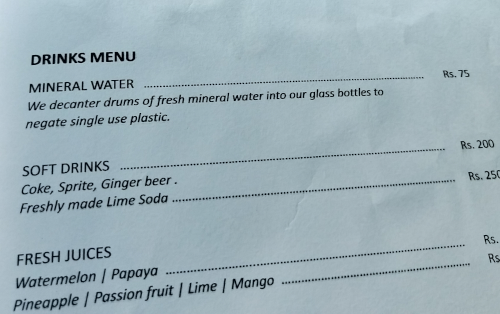 DRINKS MENU
MINERAL WATER ........................ Rs. 75
We decanter drums of fresh mineral water into our glass bottles to
negate single use plastic.
SOFT DRINKS ........................ Rs. 200
Coke, Sprite, Ginger beer .
Freshly made Lime Soda ........................ Rs. 250
FRESH JUICES
Watermelon | Papaya ........................ Rs.
Pineapple | Passion fruit | Lime | Mango ........................ Rs